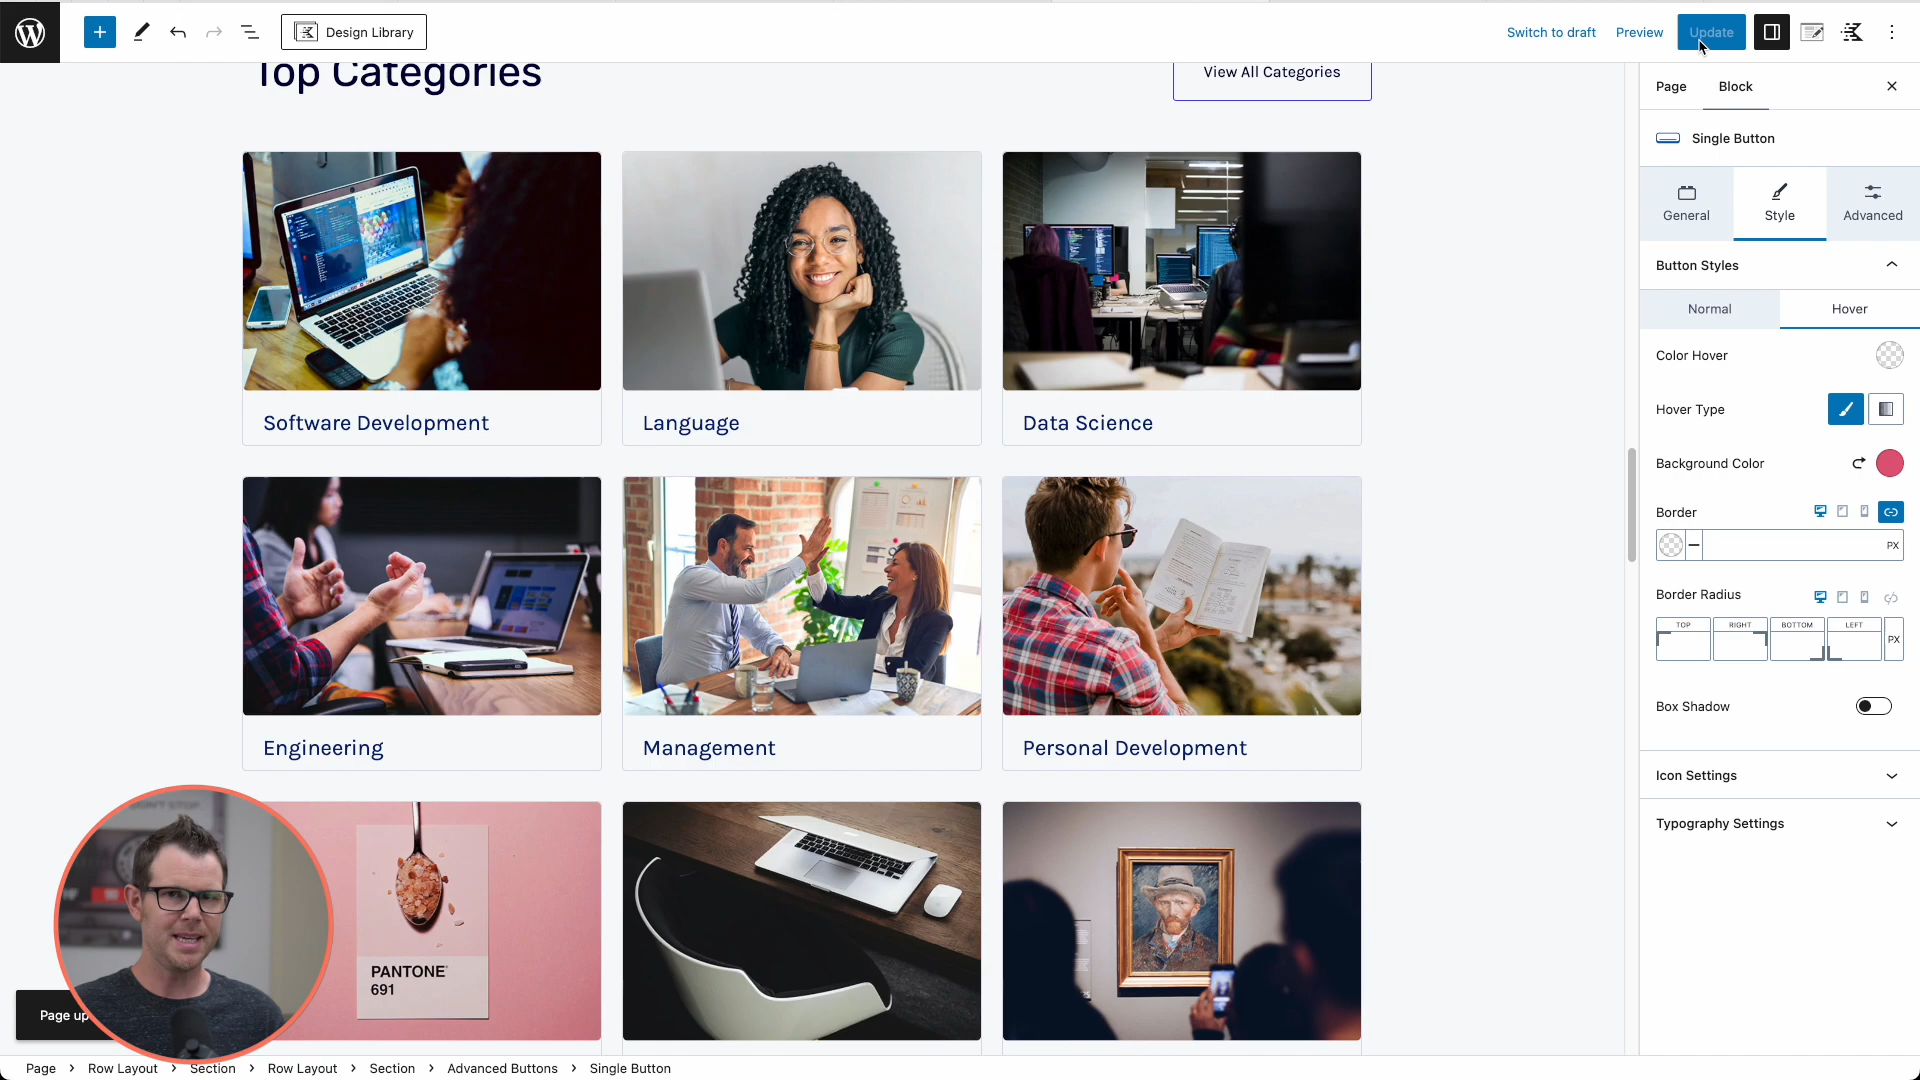 Design Library
Switch to draft
Preview
Update
Top Categories
View All Categories
Page
Block
Single Button
General
Style
Advanced
Button Styles
Normal
Hover
Color Hover
Hover Type
Background Color
Border
PX
Border Radius
TOP
RIGHT
BOTTOM
LEFT
PX
Box Shadow
Icon Settings
Typography Settings
Software Development
Language
Data Science
Engineering
Management
Personal Development
PANTONE®
691
Page up
Page > Row Layout > Section > Row Layout > Section > Advanced Buttons > Single Button